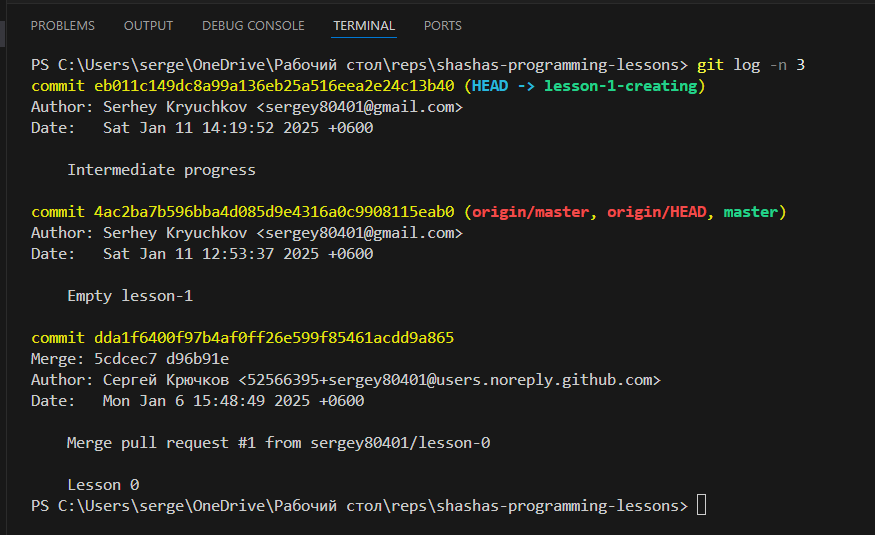 PROBLEMS OUTPUT DEBUG CONSOLE TERMINAL PORTS
PS C:\Users\serge\OneDrive\Рабочий стол\reps\shashas-programming-lessons> git log -n 3
commit eb011c149dc8a99a136eb25a516eea2e24c13b40 (HEAD -> lesson-1-creating)
Author: Serhey Kryuchkov <sergey80401@gmail.com>
Date:   Sat Jan 11 14:19:52 2025 +0600
    Intermediate progress
commit 4ac2ba7b596bba4d085d9e4316a0c9908115eab0 (origin/master, origin/HEAD, master)
Author: Serhey Kryuchkov <sergey80401@gmail.com>
Date:   Sat Jan 11 12:53:37 2025 +0600
    Empty lesson-1
commit dda1f6400f97b4af0ff26e599f85461acdd9a865
Merge: 5cdcec7 d96b91e
Author: Сергей Крючков <52566395+sergey80401@users.noreply.github.com>
Date:   Mon Jan 6 15:48:49 2025 +0600
    Merge pull request #1 from sergey80401/lesson-0
    Lesson 0
PS C:\Users\serge\OneDrive\Рабочий стол\reps\shashas-programming-lessons>